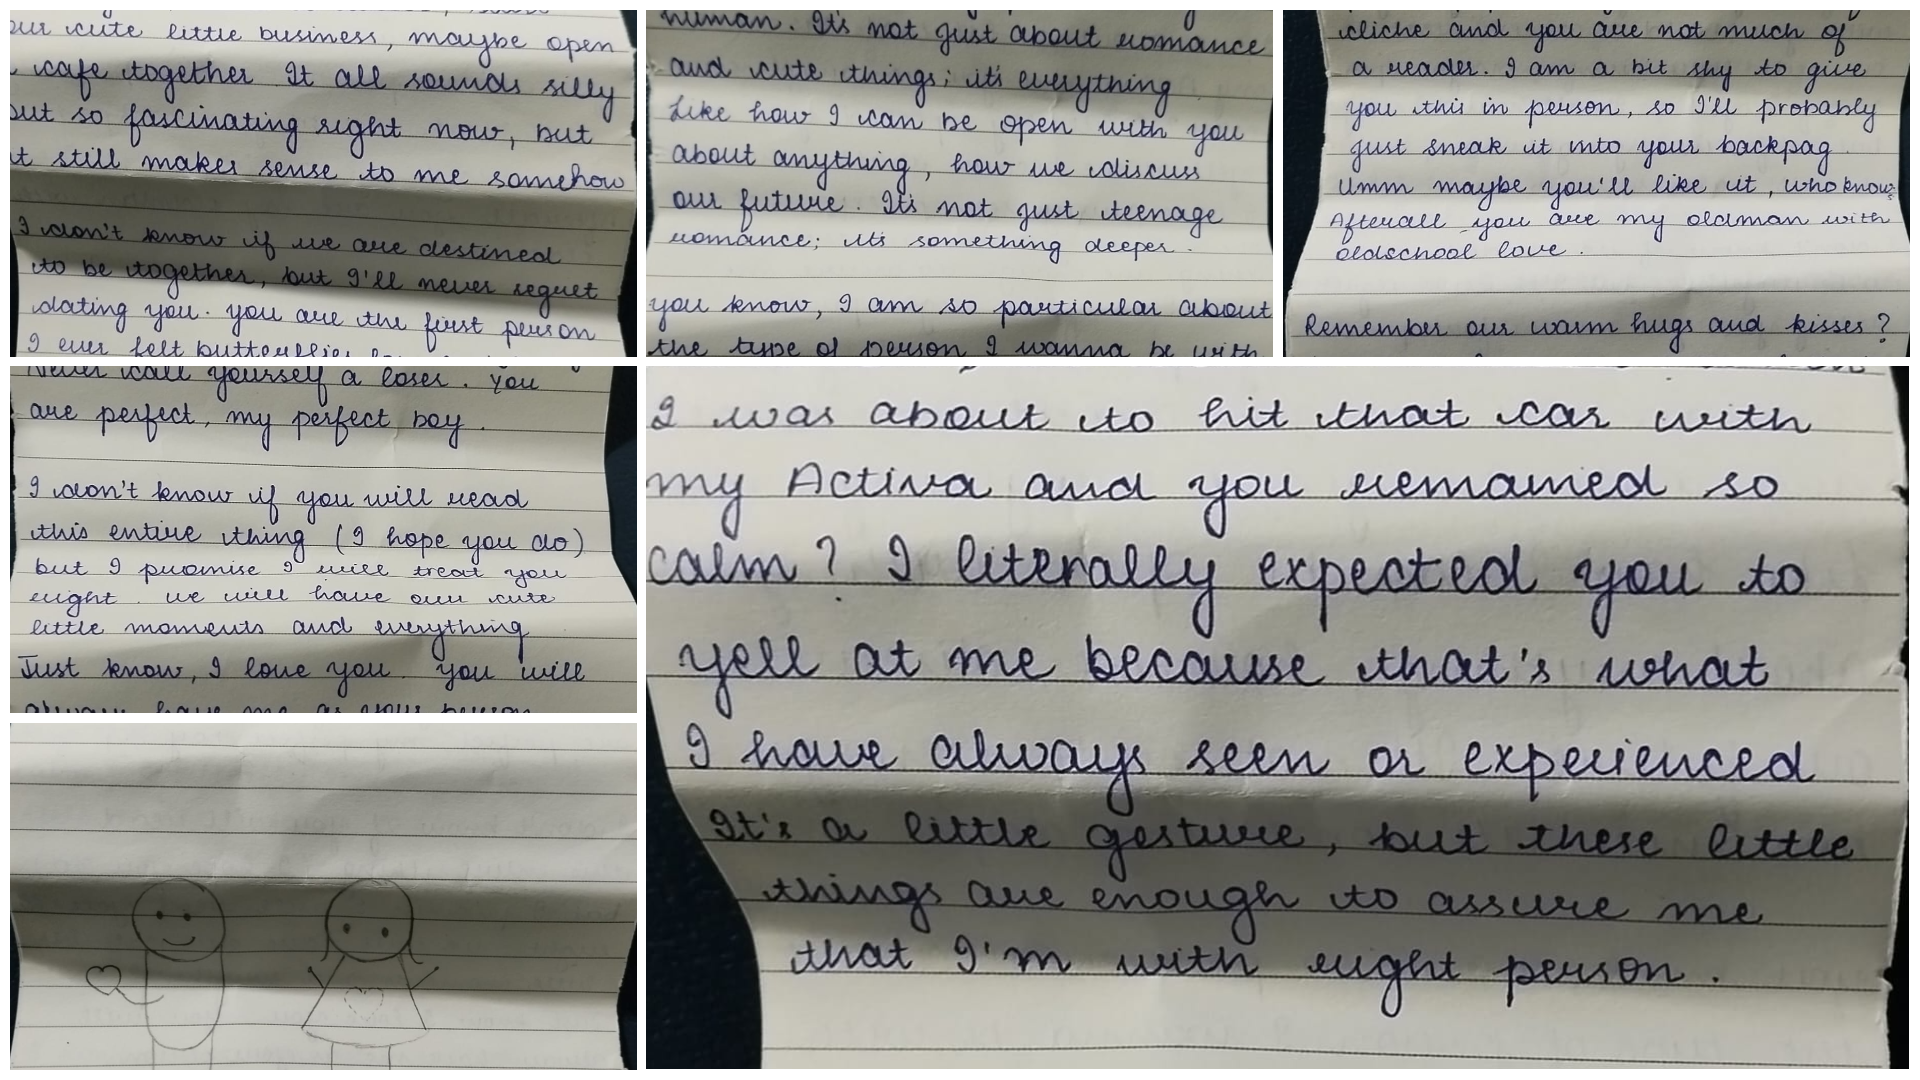 our cute little business, maybe open
cafe together It all sounds silly
but so fascinating right now, but
it still makes sense to me somehow
I don't know if we are destined
to be together, but I'll never regret
dating you. you are the first person
I ever felt butterflies
human. It's not just about romance
and cute things; it's everything
Like how I can be open with you
about anything, how we discuss
our future. It's not just teenage
romance; it's something deeper.
you know, I am so particular about
the type of person I wanna be with
cliche and you are not much of
a reader. I am a bit shy to give
you this in person, so I'll probably
just sneak it into your backpag.
Umm maybe you'll like it, who knows
Afterall you are my oldman with
oldschool love.
Remember our warm hugs and kisses?
Never call yourself a loser. You
are perfect, my perfect boy.
I don't know if you will read
this entire thing (I hope you do)
but I promise I will treat you
right. we will have our cute
little moments and everything
Just know, I love you. you will
always have me as your person
I was about to hit that car with
my Activa and you remained so
calm? I literally expected you to
yell at me because that's what
I have always seen or experienced
It's a little gesture, but these little
things are enough to assure me
that I'm with right person.